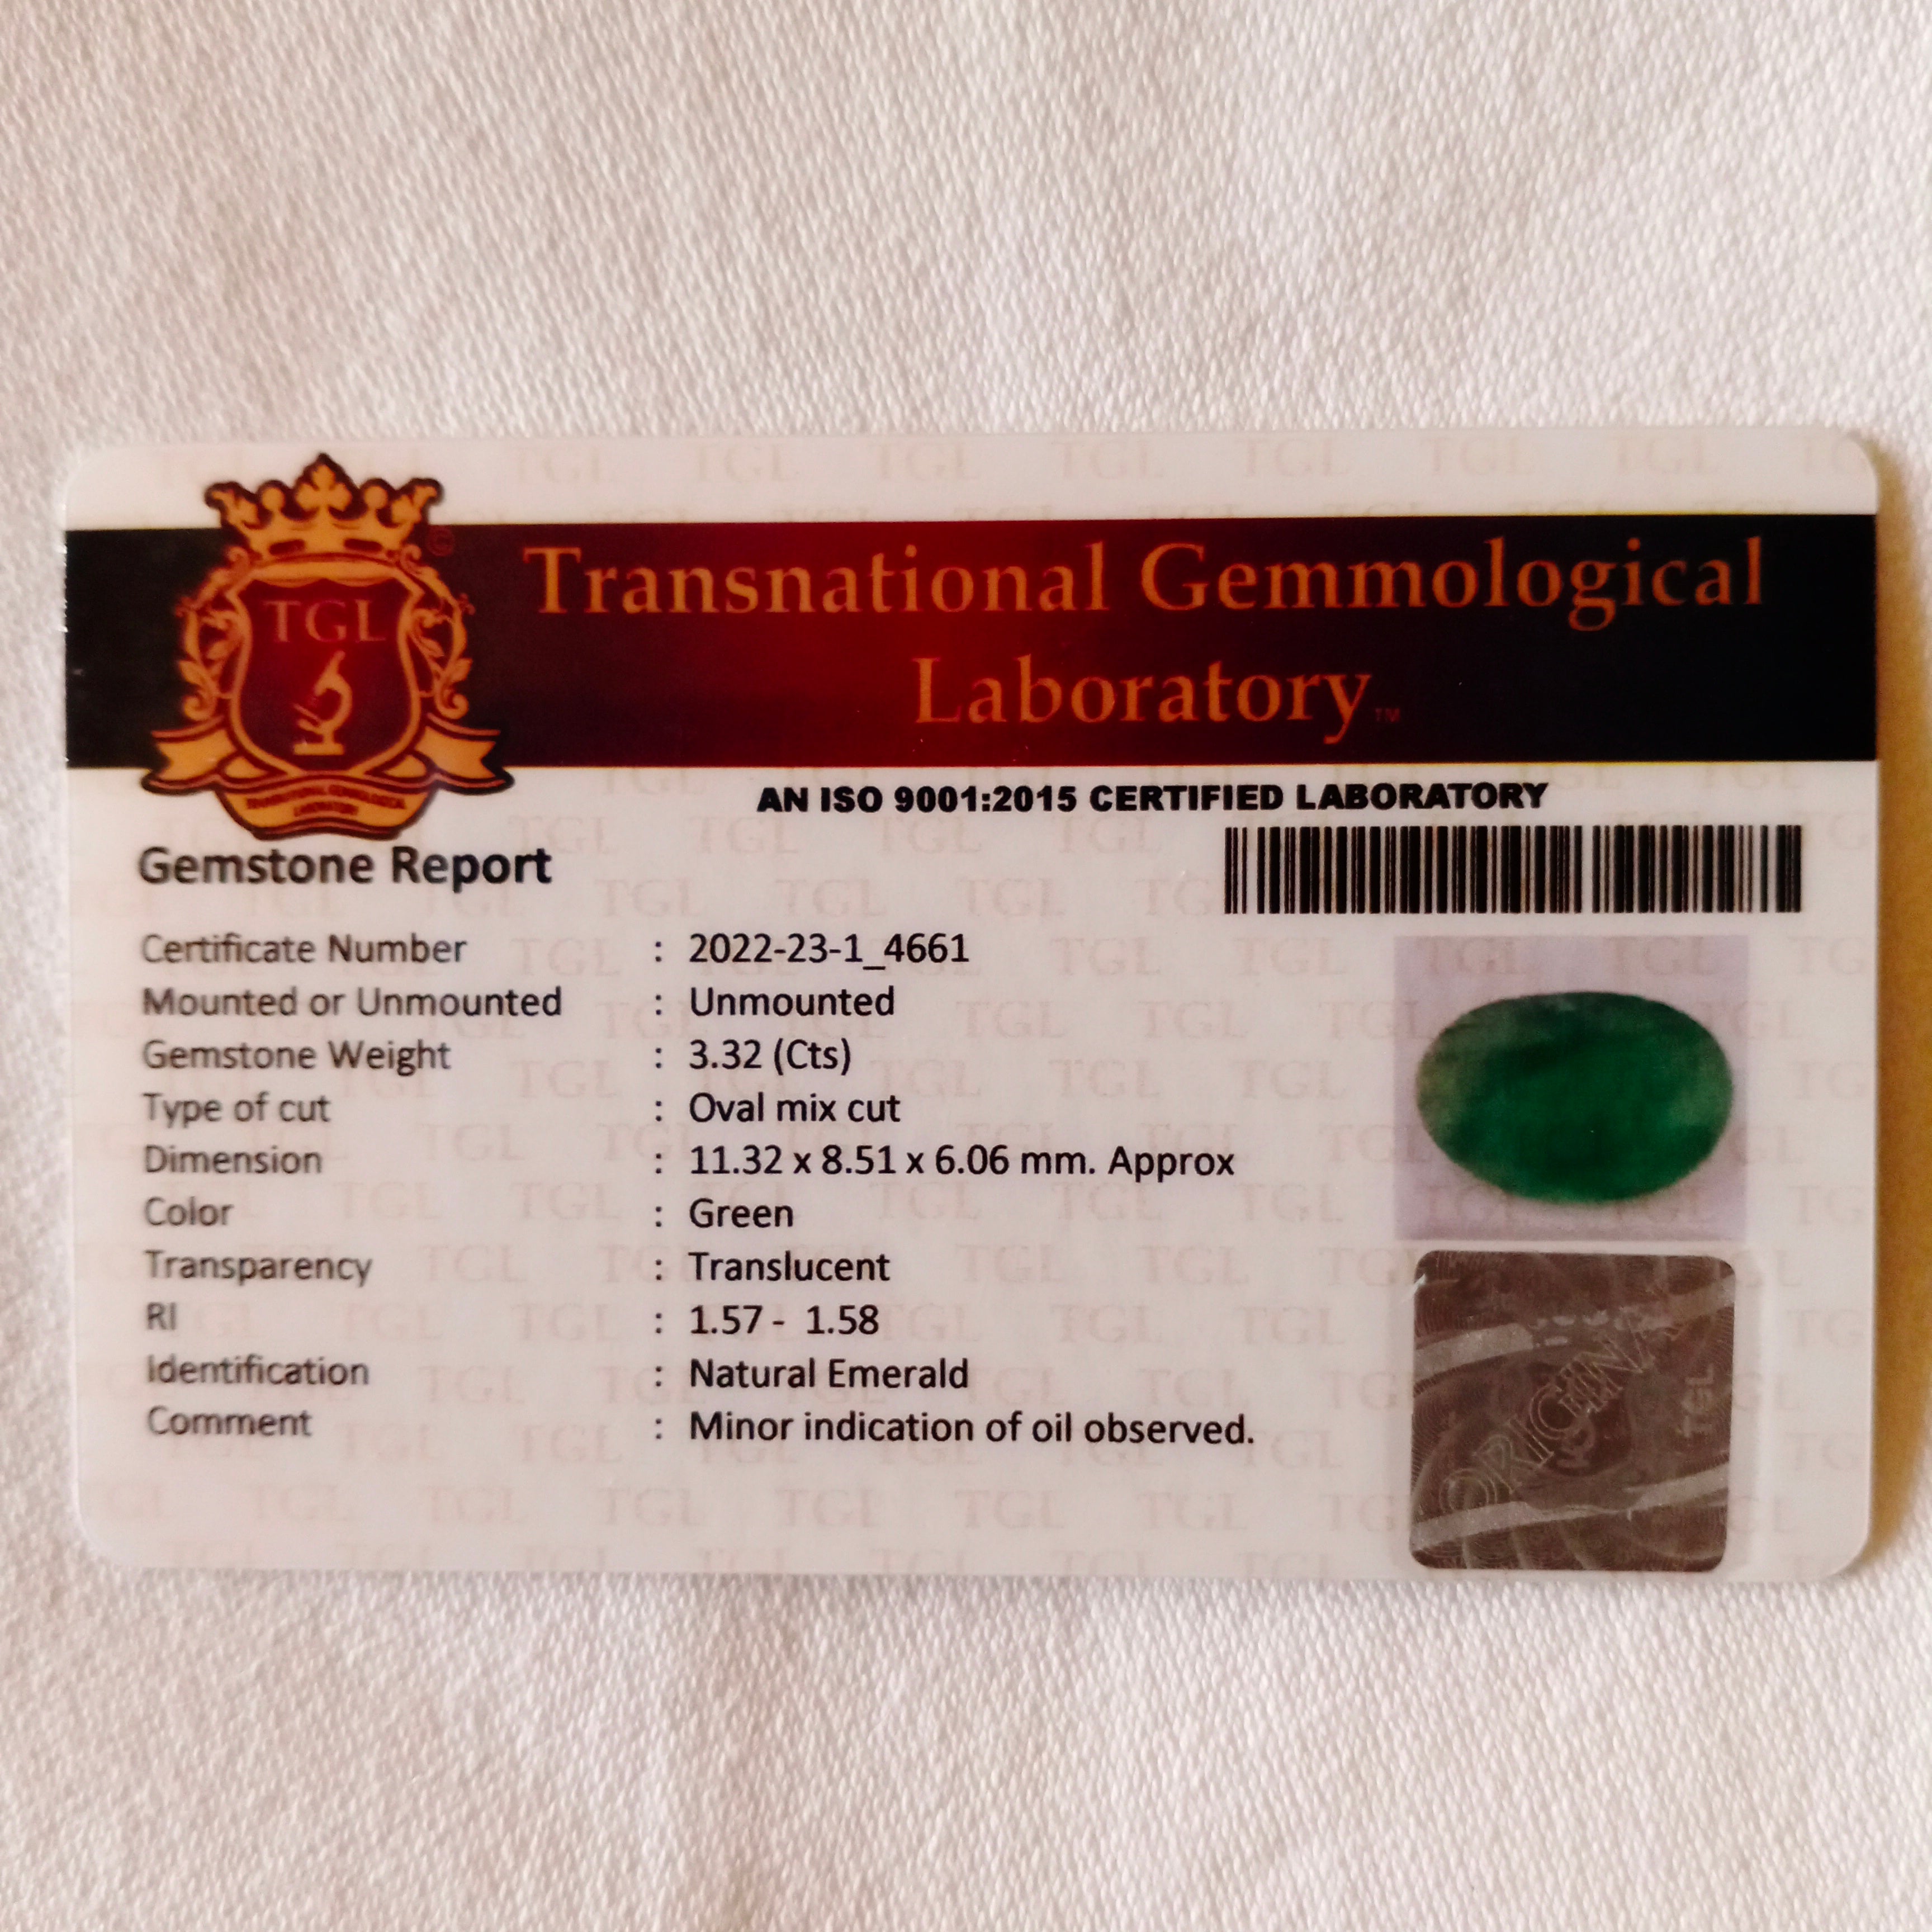 TGL
Transnational Gemmological
Laboratory™
AN ISO 9001:2015 CERTIFIED LABORATORY
Gemstone Report
Certificate Number : 2022-23-1_4661
Mounted or Unmounted : Unmounted
Gemstone Weight : 3.32 (Cts)
Type of cut : Oval mix cut
Dimension : 11.32 x 8.51 x 6.06 mm. Approx
Color : Green
Transparency : Translucent
RI : 1.57 - 1.58
Identification : Natural Emerald
Comment : Minor indication of oil observed.
TGL